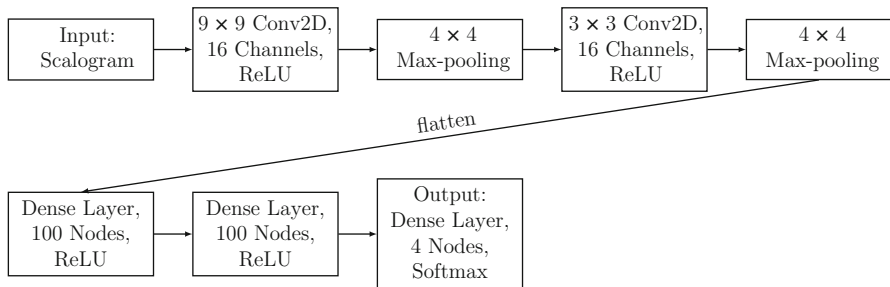 Input:
Scalogram
9 × 9 Conv2D,
16 Channels,
ReLU
4 × 4
Max-pooling
3 × 3 Conv2D,
16 Channels,
ReLU
4 × 4
Max-pooling
flatten
Dense Layer,
100 Nodes,
ReLU
Dense Layer,
100 Nodes,
ReLU
Output:
Dense Layer,
4 Nodes,
Softmax